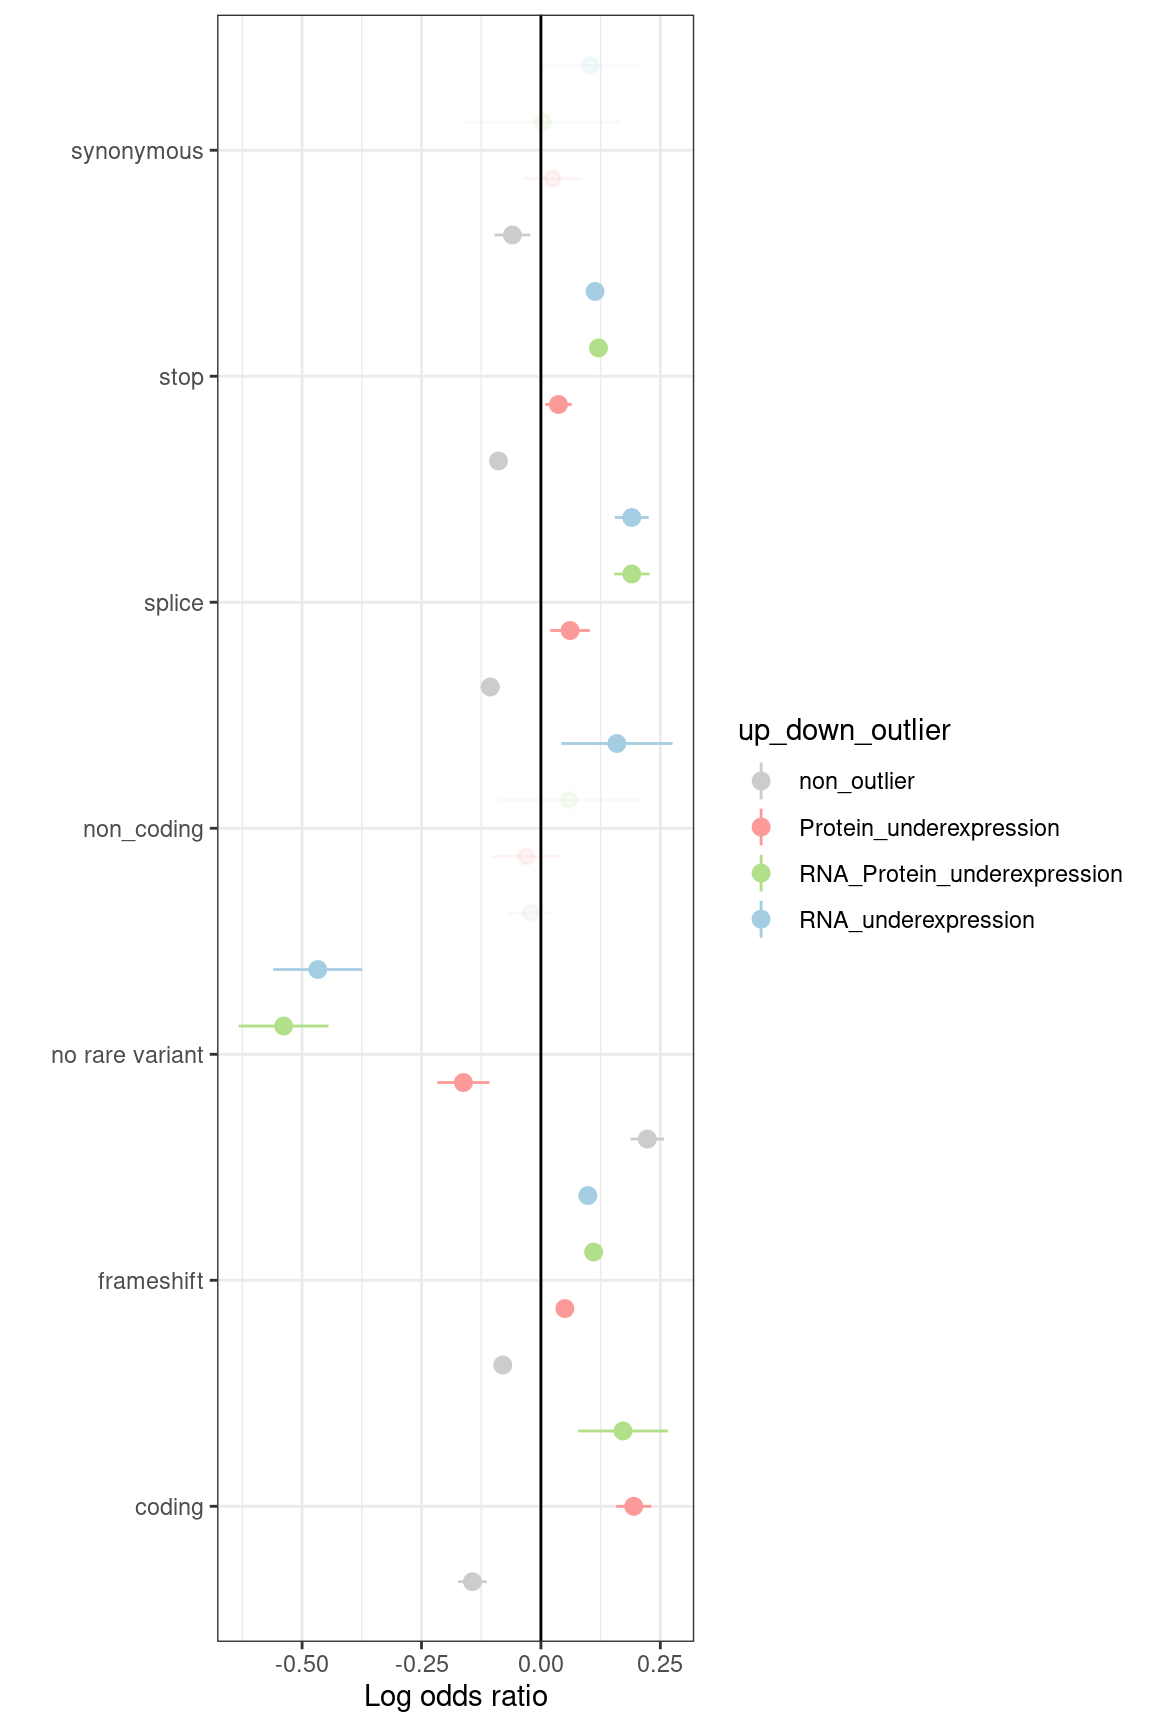 synonymous
stop
splice
non_coding
no rare variant
frameshift
coding
-0.50
-0.25
0.00
0.25
Log odds ratio
up_down_outlier
non_outlier
Protein_underexpression
RNA_Protein_underexpression
RNA_underexpression